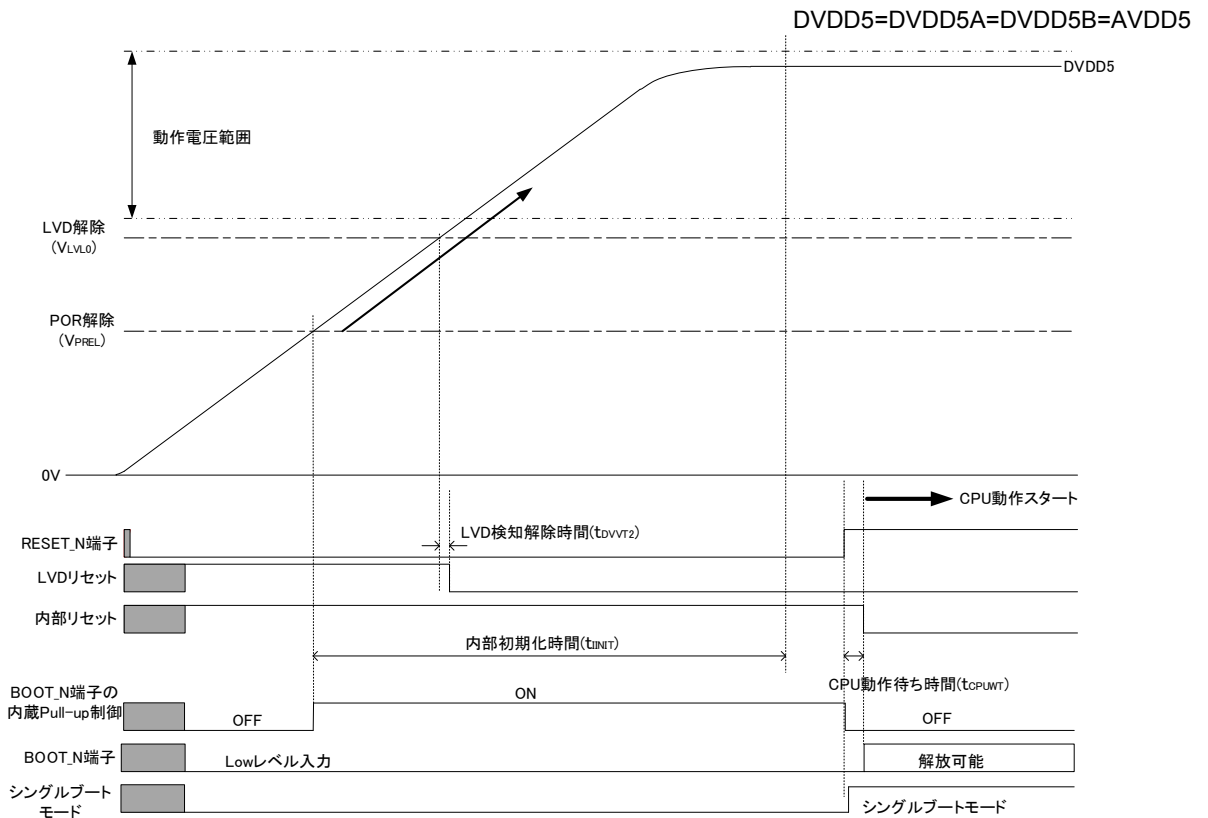 DVDD5=DVDD5A=DVDD5B=AVDD5
DVDD5
動作電圧範囲
LVD解除
(VLVL0)
POR解除
(VPREL)
0V
CPU動作スタート
RESET_N端子
LVD検知解除時間(tDVVT2)
LVDリセット
内部リセット
内部初期化時間(tIINIT)
CPU動作待ち時間(tCPUWT)
BOOT_N端子の
内蔵Pull-up制御
OFF
ON
OFF
BOOT_N端子
Lowレベル入力
解放可能
シングルブート
モード
シングルブートモード